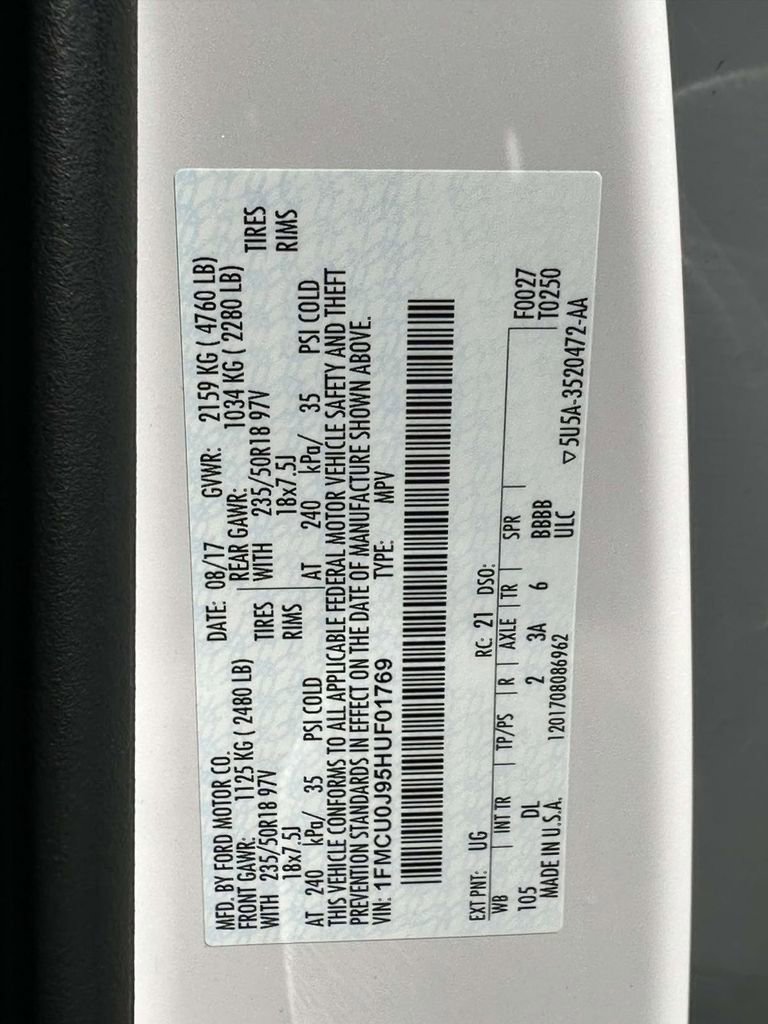 MFD. BY FORD MOTOR CO. DATE: 08/17 GVWR: 2159 KG ( 4760 LB)
FRONT GAWR: 1125 KG ( 2480 LB) REAR GAWR: 1034 KG ( 2280 LB)
WITH 235/50R18 97V TIRES WITH 235/50R18 97V TIRES
18x7.5J RIMS 18x7.5J RIMS
AT 240 kPa/ 35 PSI COLD AT 240 kPa/ 35 PSI COLD
THIS VEHICLE CONFORMS TO ALL APPLICABLE FEDERAL MOTOR VEHICLE SAFETY AND THEFT
PREVENTION STANDARDS IN EFFECT ON THE DATE OF MANUFACTURE SHOWN ABOVE.
VIN: 1FMCU0J95HUF01769 TYPE: MPV
EXT PNT: UG RC: 21 DSO:
WB INT TR TP/PS R AXLE TR SPR F0027
105 DL 2 3A 6 BBBB T0250
MADE IN U.S.A. 1201708086962 ULC ▽5U5A-3520472-AA